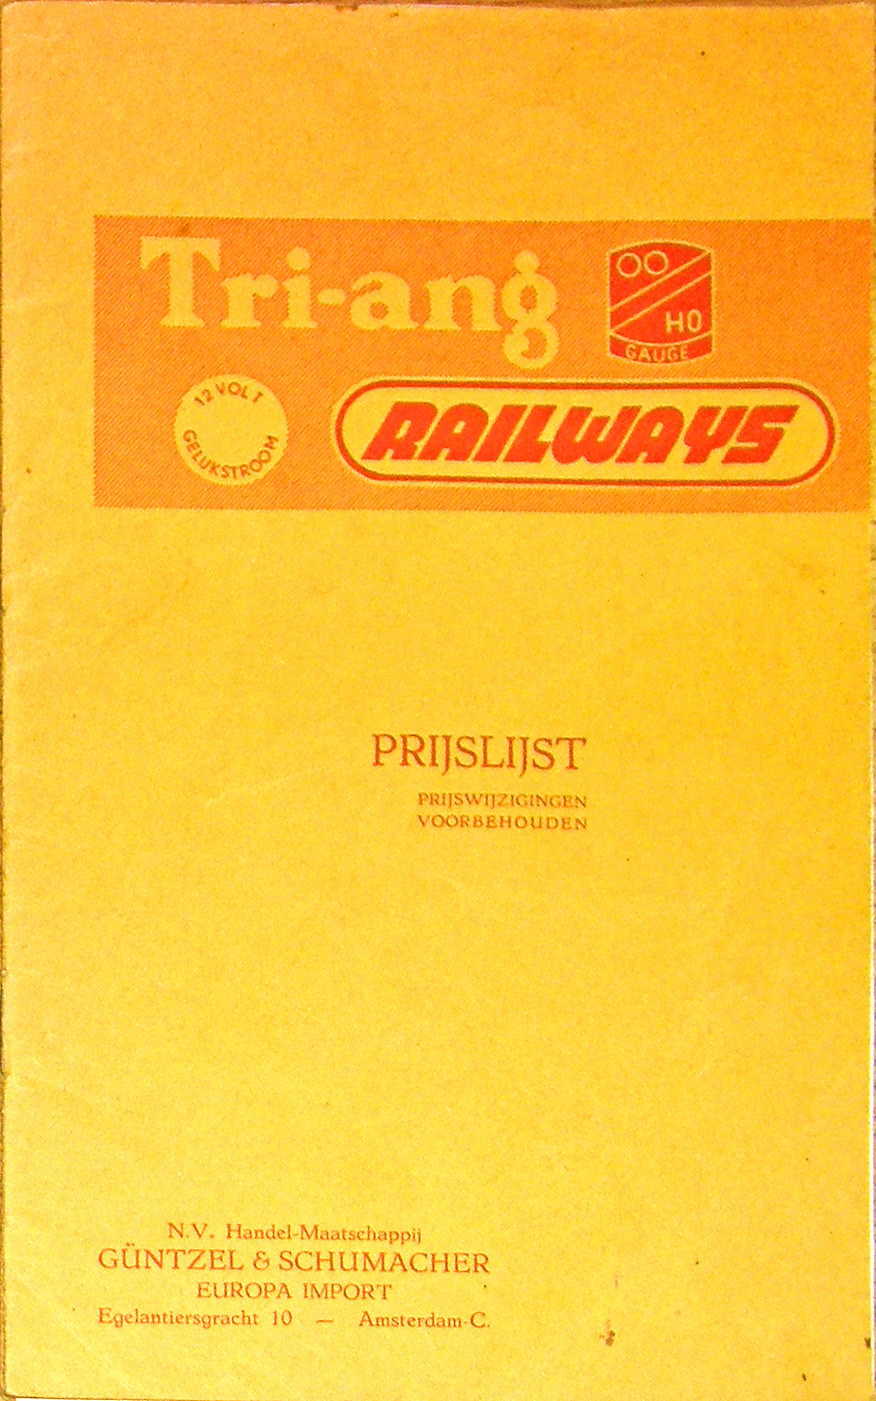 Tri-ang
OO
HO
GAUGE
12 VOLT
GELIJKSTROOM
RAILWAYS
PRIJSLIJST
PRIJSWIJZIGINGEN
VOORBEHOUDEN
N.V. Handel-Maatschappij
GÜNTZEL & SCHUMACHER
EUROPA IMPORT
Egelantiersgracht 10 — Amsterdam-C.